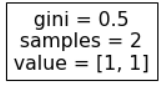 gini = 0.5
samples = 2
value = [1, 1]